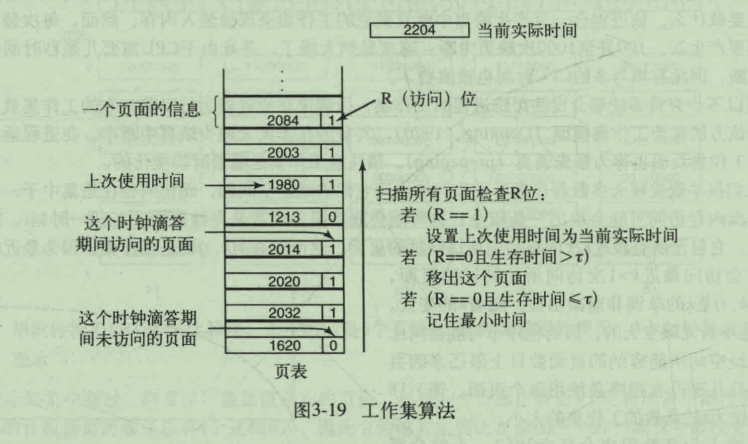 2204 当前实际时间
一个页面的信息
R(访问)位
2084 1
2003 1
上次使用时间
1980 1
1213 0
这个时钟滴答
期间访问的页面
2014 1
2020 1
2032 1
这个时钟滴答期
间未访问的页面
1620 0
页表
扫描所有页面检查R位:
若(R == 1)
设置上次使用时间为当前实际时间
若(R==0且生存时间>τ)
移出这个页面
若(R == 0且生存时间≤τ)
记住最小时间
图3-19 工作集算法